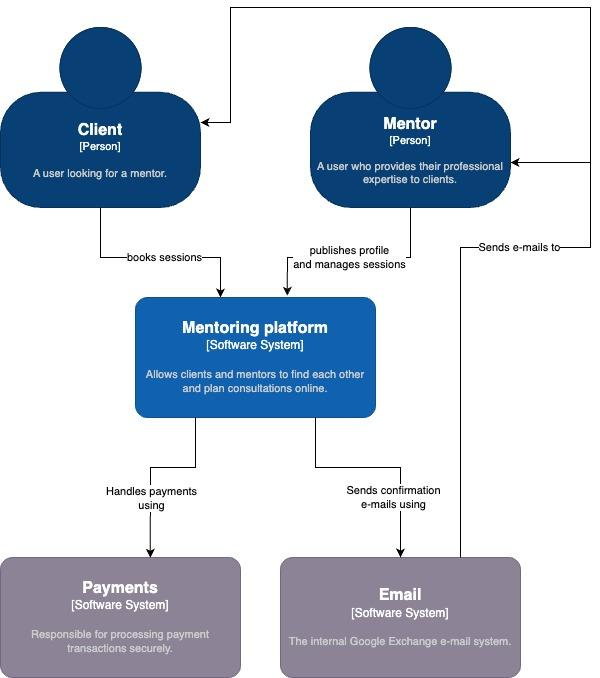 Client
[Person]
A user looking for a mentor.
Mentor
[Person]
A user who provides their professional
expertise to clients.
books sessions
publishes profile
and manages sessions
Sends e-mails to
Mentoring platform
[Software System]
Allows clients and mentors to find each other
and plan consultations online.
Handles payments
using
Sends confirmation
e-mails using
Payments
[Software System]
Responsible for processing payment
transactions securely.
Email
[Software System]
The internal Google Exchange e-mail system.